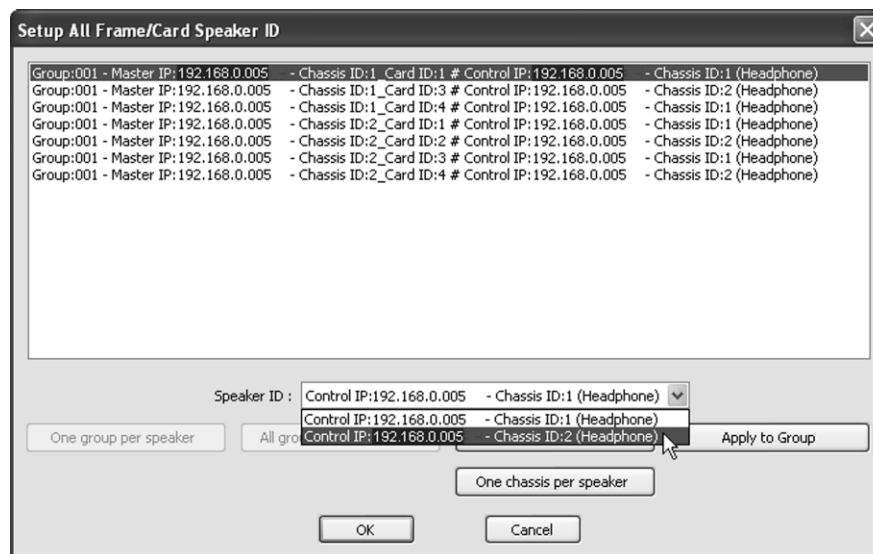 Setup All Frame/Card Speaker ID
Group:001 - Master IP:192.168.0.005 - Chassis ID:1_Card ID:1 # Control IP:192.168.0.005 - Chassis ID:1 (Headphone)
Group:001 - Master IP:192.168.0.005 - Chassis ID:1_Card ID:3 # Control IP:192.168.0.005 - Chassis ID:2 (Headphone)
Group:001 - Master IP:192.168.0.005 - Chassis ID:1_Card ID:4 # Control IP:192.168.0.005 - Chassis ID:1 (Headphone)
Group:001 - Master IP:192.168.0.005 - Chassis ID:2_Card ID:1 # Control IP:192.168.0.005 - Chassis ID:1 (Headphone)
Group:001 - Master IP:192.168.0.005 - Chassis ID:2_Card ID:2 # Control IP:192.168.0.005 - Chassis ID:2 (Headphone)
Group:001 - Master IP:192.168.0.005 - Chassis ID:2_Card ID:3 # Control IP:192.168.0.005 - Chassis ID:1 (Headphone)
Group:001 - Master IP:192.168.0.005 - Chassis ID:2_Card ID:4 # Control IP:192.168.0.005 - Chassis ID:2 (Headphone)
Speaker ID : Control IP:192.168.0.005 - Chassis ID:1 (Headphone)
Control IP:192.168.0.005 - Chassis ID:1 (Headphone)
Control IP:192.168.0.005 - Chassis ID:2 (Headphone)
One group per speaker All gro Apply to Group
One chassis per speaker
OK Cancel